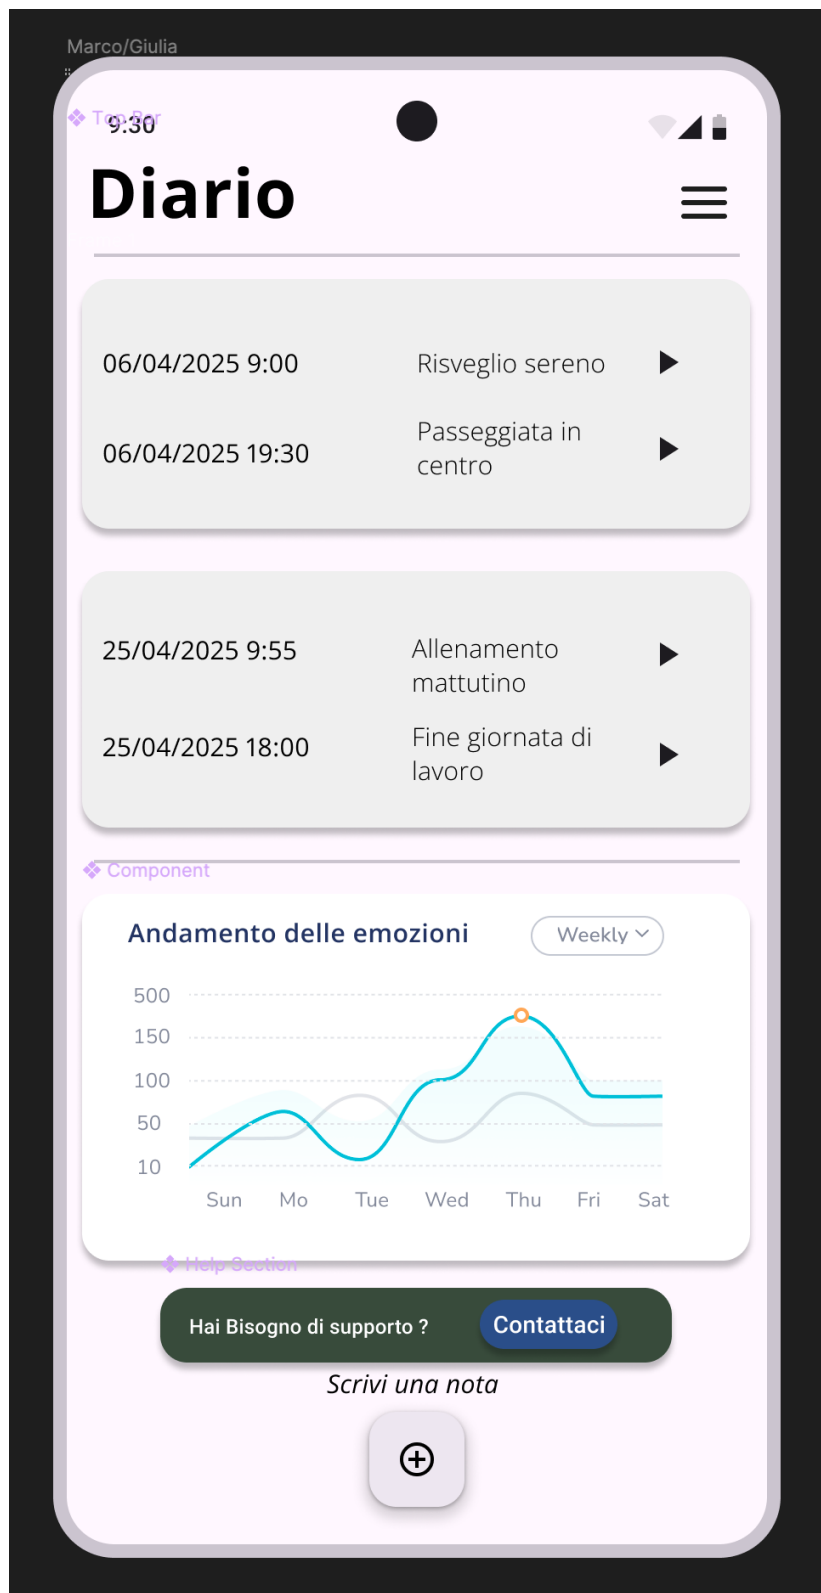 Marco/Giulia
Top Bar
9:30
Diario
06/04/2025 9:00
Risveglio sereno
06/04/2025 19:30
Passeggiata in
centro
25/04/2025 9:55
Allenamento
mattutino
25/04/2025 18:00
Fine giornata di
lavoro
Component
Andamento delle emozioni
Weekly
500
150
100
50
10
Sun Mo Tue Wed Thu Fri Sat
Help Section
Hai Bisogno di supporto ?
Contattaci
Scrivi una nota